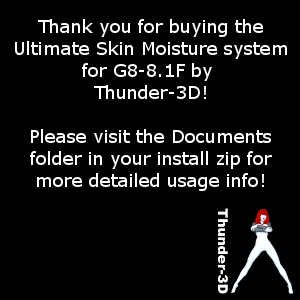 Thank you for buying the
Ultimate Skin Moisture system
for G8-8.1F by
Thunder-3D!
Please visit the Documents
folder in your install zip for
more detailed usage info!
Thunder-3D